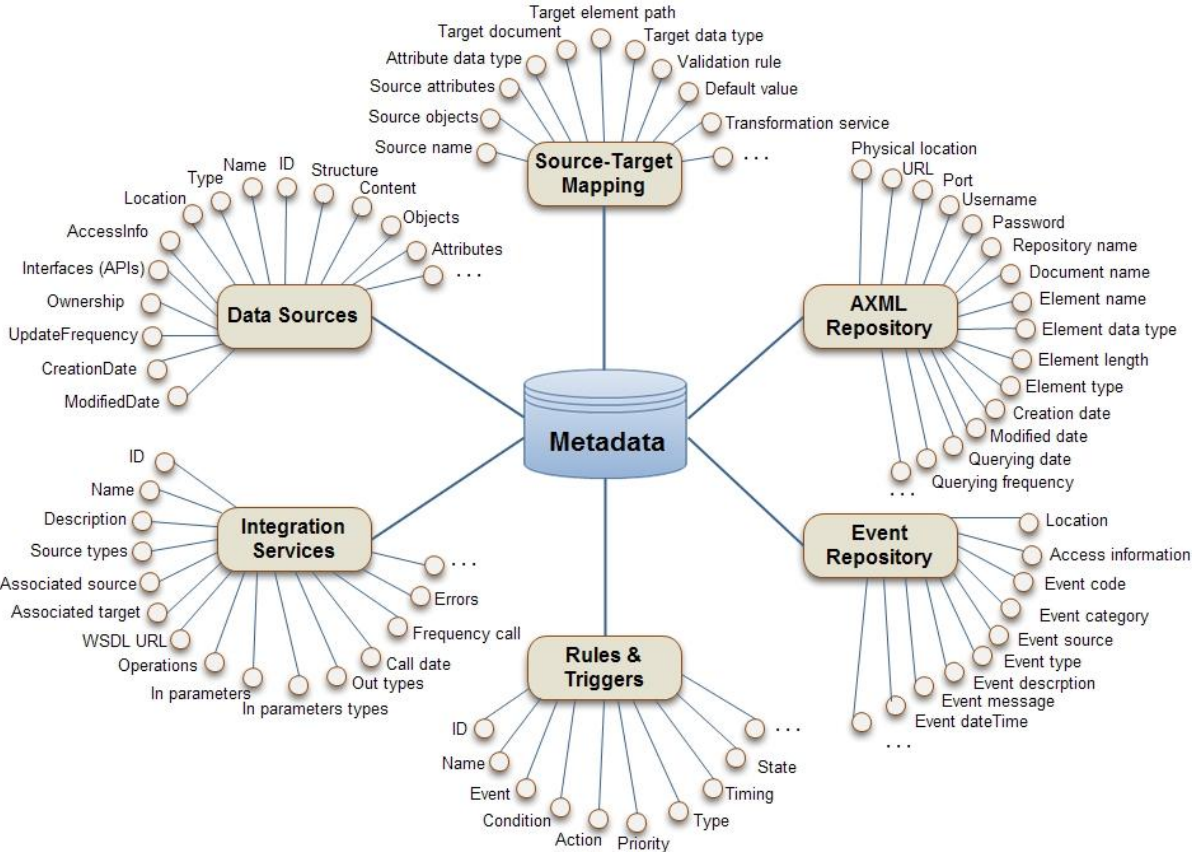 Target element path
Target document
Target data type
Attribute data type
Validation rule
Source attributes
Default value
Source objects
Transformation service
Source name
. . .
Source-Target
Mapping
ID
Name
Structure
Type
Content
Location
Objects
AccessInfo
Attributes
Interfaces (APIs)
. . .
Ownership
UpdateFrequency
CreationDate
ModifiedDate
Data Sources
Physical location
URL
Port
Username
Password
Repository name
Document name
Element name
Element data type
Element length
Element type
Creation date
Modified date
Querying date
Querying frequency
. . .
AXML
Repository
Metadata
ID
Name
Description
Source types
Associated source
Associated target
WSDL URL
Operations
In parameters
In parameters types
Out types
Call date
Frequency call
Errors
. . .
Integration
Services
Rules &
Triggers
ID
Name
Event
Condition
Action
Priority
Type
Timing
State
. . .
Event
Repository
Location
Access information
Event code
Event category
Event source
Event type
Event descrption
Event message
Event dateTime
. . .